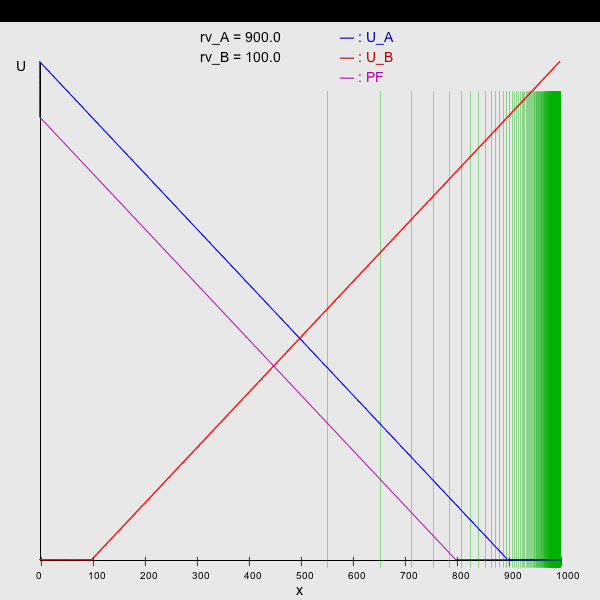 rv_A = 900.0 — : U_A
rv_B = 100.0 — : U_B
— : PF
U
0 100 200 300 400 500 600 700 800 900 1000
x